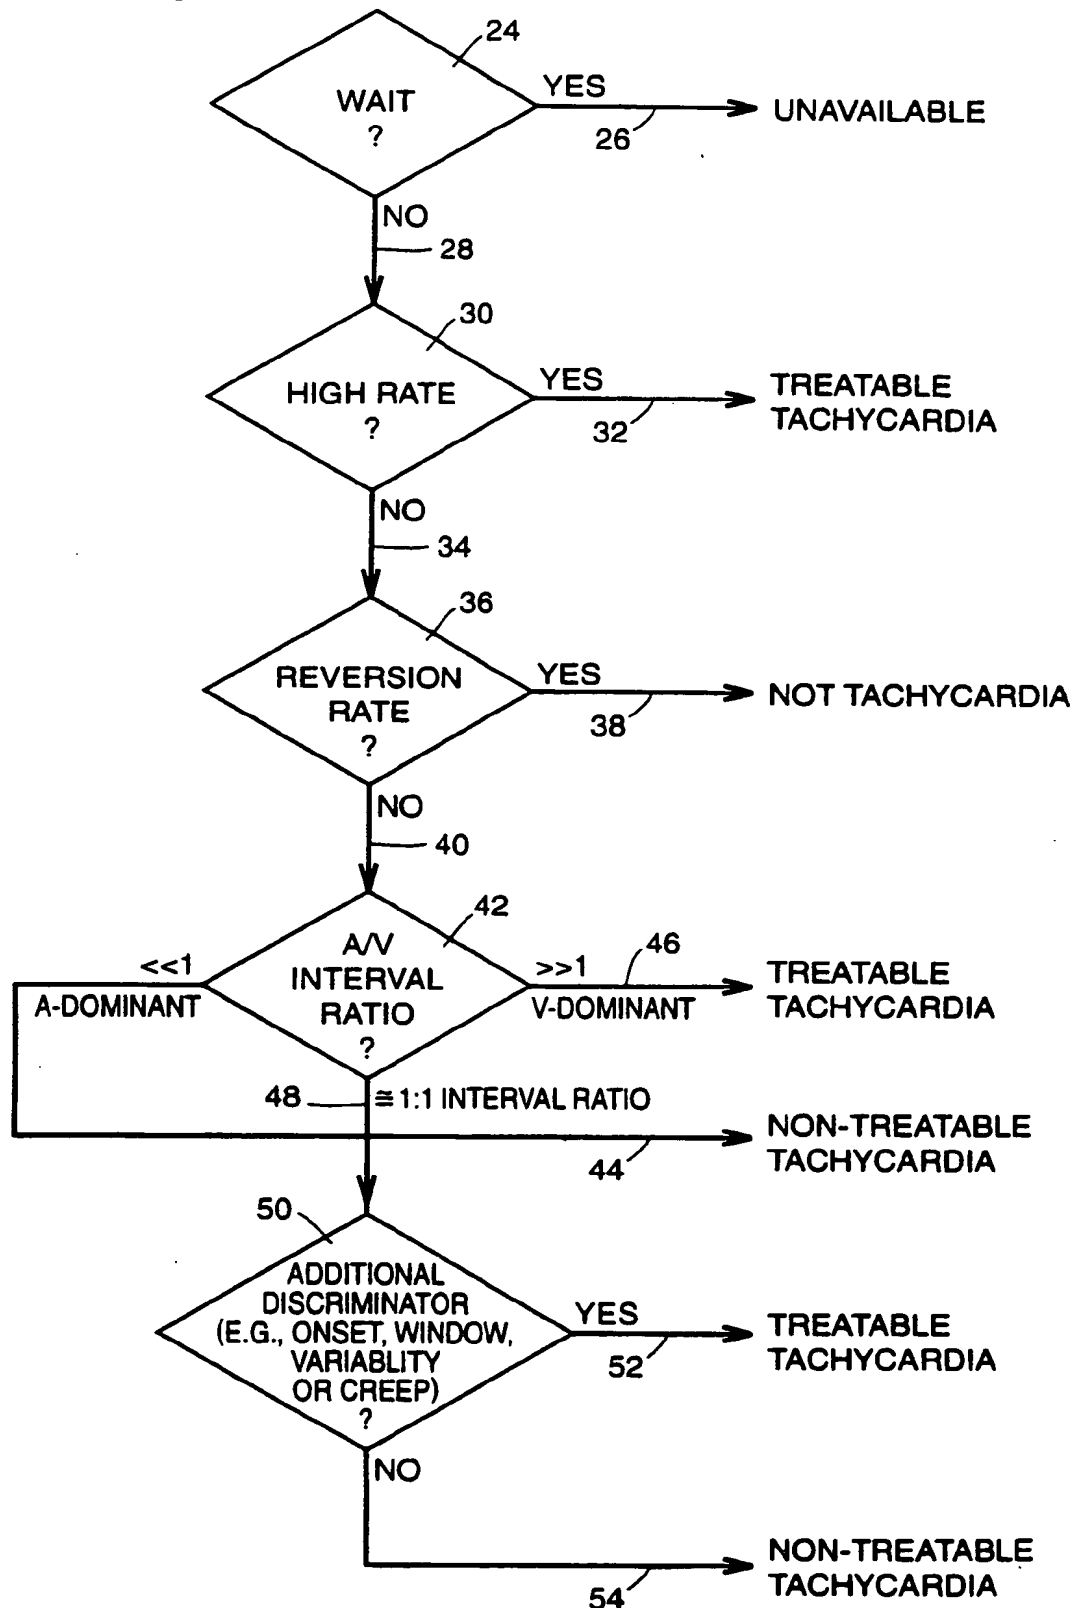 24
WAIT
?
YES
26
UNAVAILABLE
NO
28
30
HIGH RATE
?
YES
32
TREATABLE
TACHYCARDIA
NO
34
36
REVERSION
RATE
?
YES
38
NOT TACHYCARDIA
NO
40
42
A/V
INTERVAL
RATIO
?
<<1
A-DOMINANT
>>1
V-DOMINANT
46
TREATABLE
TACHYCARDIA
48
≅1:1 INTERVAL RATIO
44
NON-TREATABLE
TACHYCARDIA
50
ADDITIONAL
DISCRIMINATOR
(E.G., ONSET, WINDOW,
VARIABLITY
OR CREEP)
?
YES
52
TREATABLE
TACHYCARDIA
NO
54
NON-TREATABLE
TACHYCARDIA